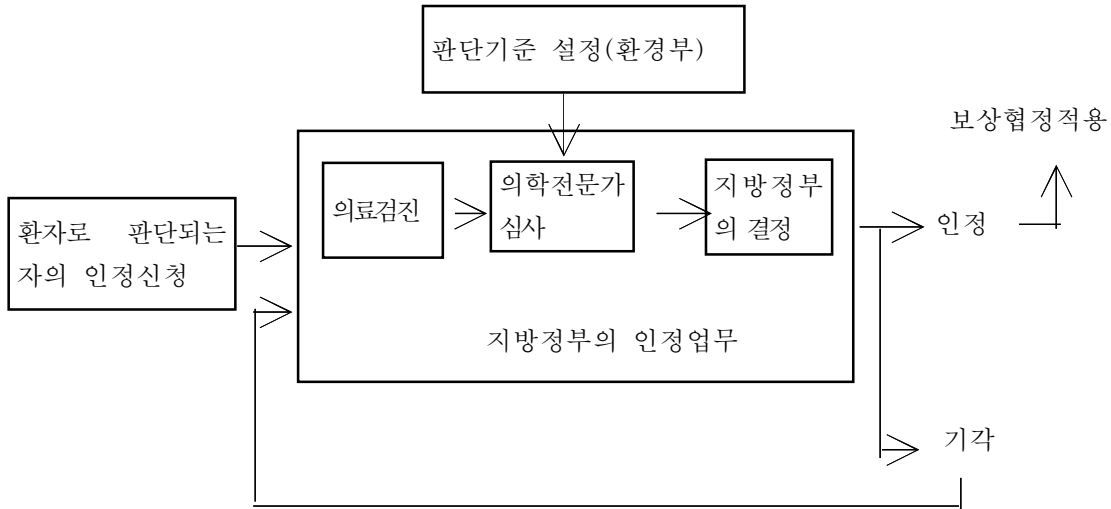 판단기준 설정(환경부)
보상협정적용
환자로 판단되는
자의 인정신청
의료검진
의학전문가
심사
지방정부
의 결정
인정
지방정부의 인정업무
기각